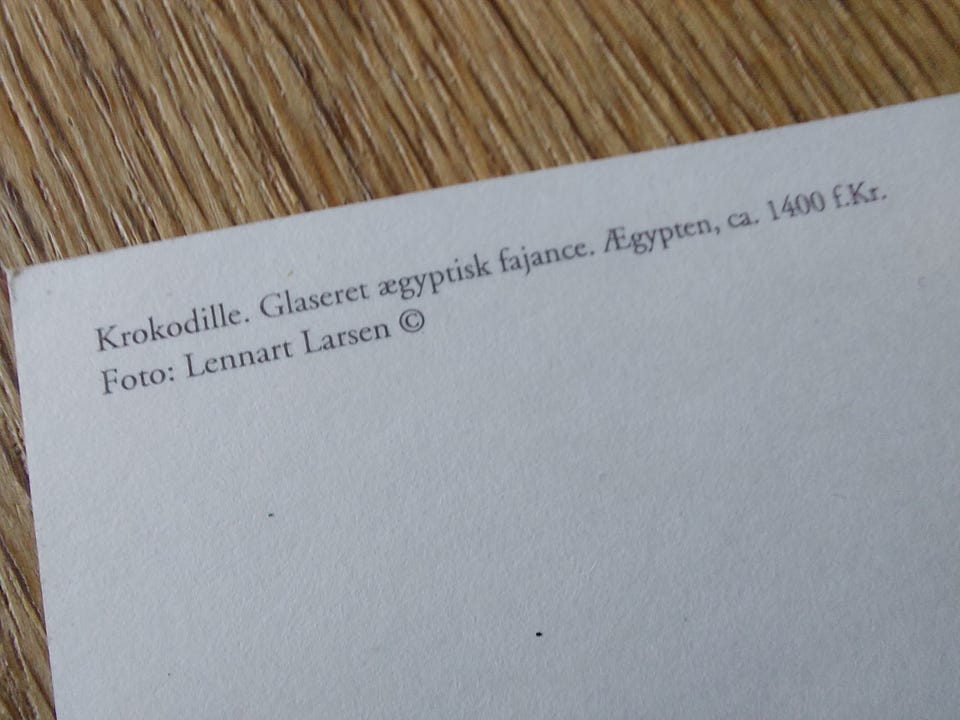 Krokodille. Glaseret ægyptisk fajance. Ægypten, ca. 1400 f.Kr.
Foto: Lennart Larsen ©